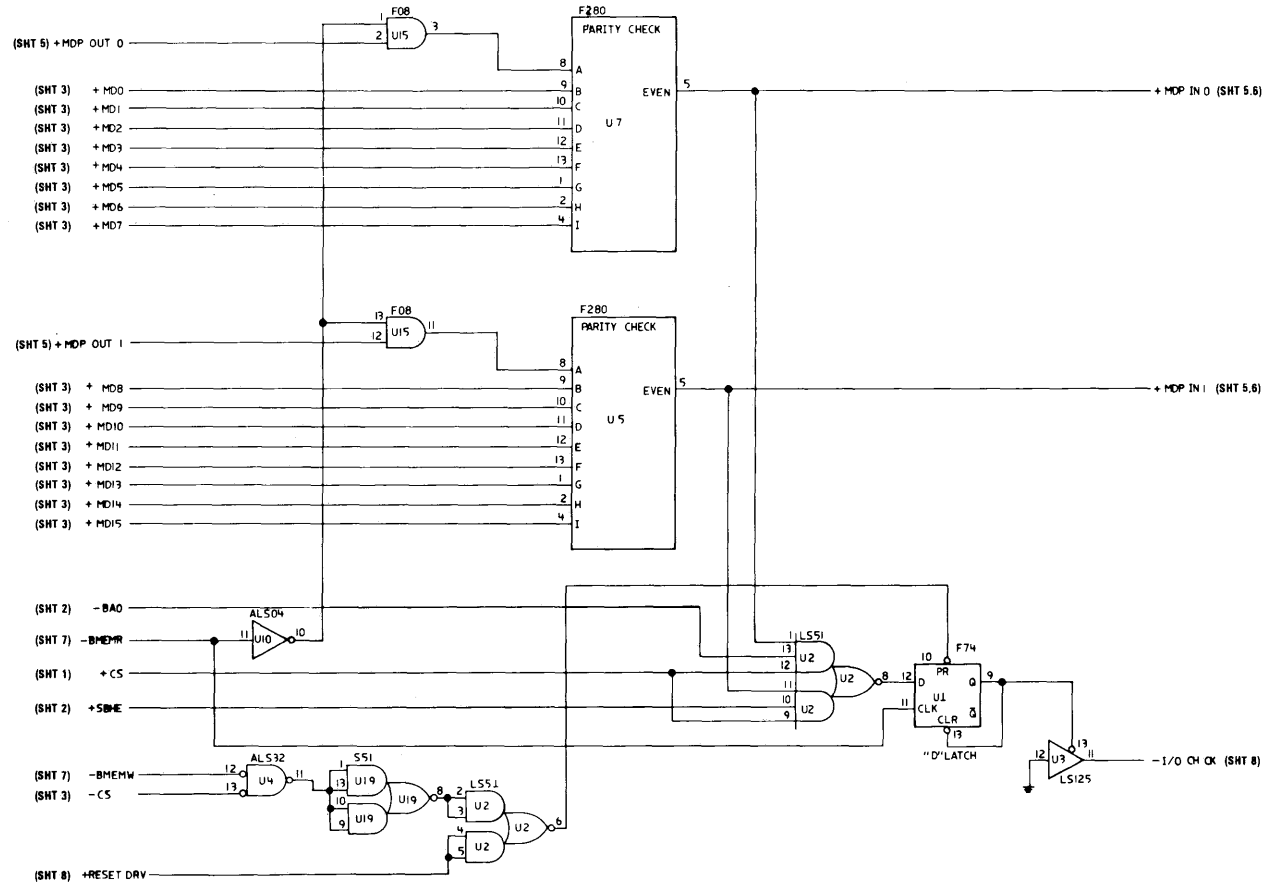 F08
F280
PARITY CHECK
(SHT 5) +MDP OUT 0
1
2
U15
3
8 A
(SHT 3) +MD0 9 B
EVEN 5 + MDP IN 0 (SHT 5,6)
(SHT 3) +MD1 10 C
(SHT 3) +MD2 11 D
U 7
(SHT 3) +MD3 12 E
(SHT 3) +MD4 13 F
(SHT 3) +MD5 1 G
(SHT 3) +MD6 2 H
(SHT 3) +MD7 4 I
F08
F280
PARITY CHECK
(SHT 5) +MDP OUT 1
13
12
U15
11
8 A
(SHT 3) + MD8 9 B
EVEN 5 + MDP IN 1 (SHT 5,6)
(SHT 3) + MD9 10 C
(SHT 3) + MD10 11 D
U 5
(SHT 3) + MD11 12 E
(SHT 3) + MD12 13 F
(SHT 3) + MD13 1 G
(SHT 3) + MD14 2 H
(SHT 3) + MD15 4 I
(SHT 2) -BA0
(SHT 7) -BMEMR
ALS04
11 U10 10
(SHT 1) +CS
(SHT 2) +SBHE
LS51
1
13
12
U2
11
10
9
U2
U2 8
F74
10
PR
12 D Q 9
U1
11 CLK Q
CLR
13
"D"LATCH
13
12 U3 11
LS125
-I/O CH CK (SHT 8)
(SHT 7) -BMEMW
(SHT 3) -CS
ALS32
12
13
U4 11
S51
1
13
U19
10
9
U19
U19 8
LS51
2
3
U2
4
5
U2
U2 6
(SHT 8) +RESET DRV